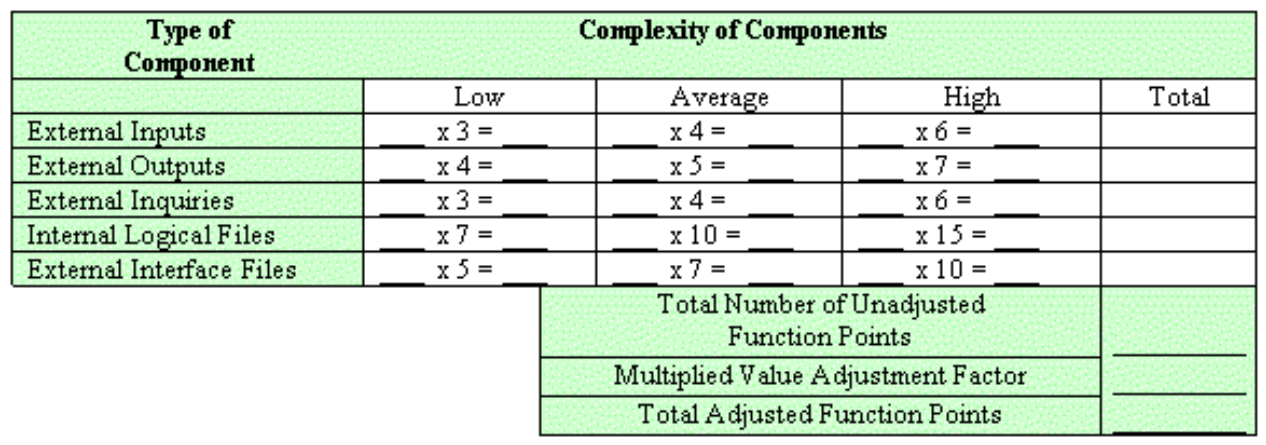 Type of Component Complexity of Components
Low Average High Total
External Inputs ___ x 3 = ___ ___ x 4 = ___ ___ x 6 = ___
External Outputs ___ x 4 = ___ ___ x 5 = ___ ___ x 7 = ___
External Inquiries ___ x 3 = ___ ___ x 4 = ___ ___ x 6 = ___
Internal Logical Files ___ x 7 = ___ ___ x 10 = ___ ___ x 15 = ___
External Interface Files ___ x 5 = ___ ___ x 7 = ___ ___ x 10 = ___
Total Number of Unadjusted
Function Points ___
Multiplied Value Adjustment Factor ___
Total Adjusted Function Points ___